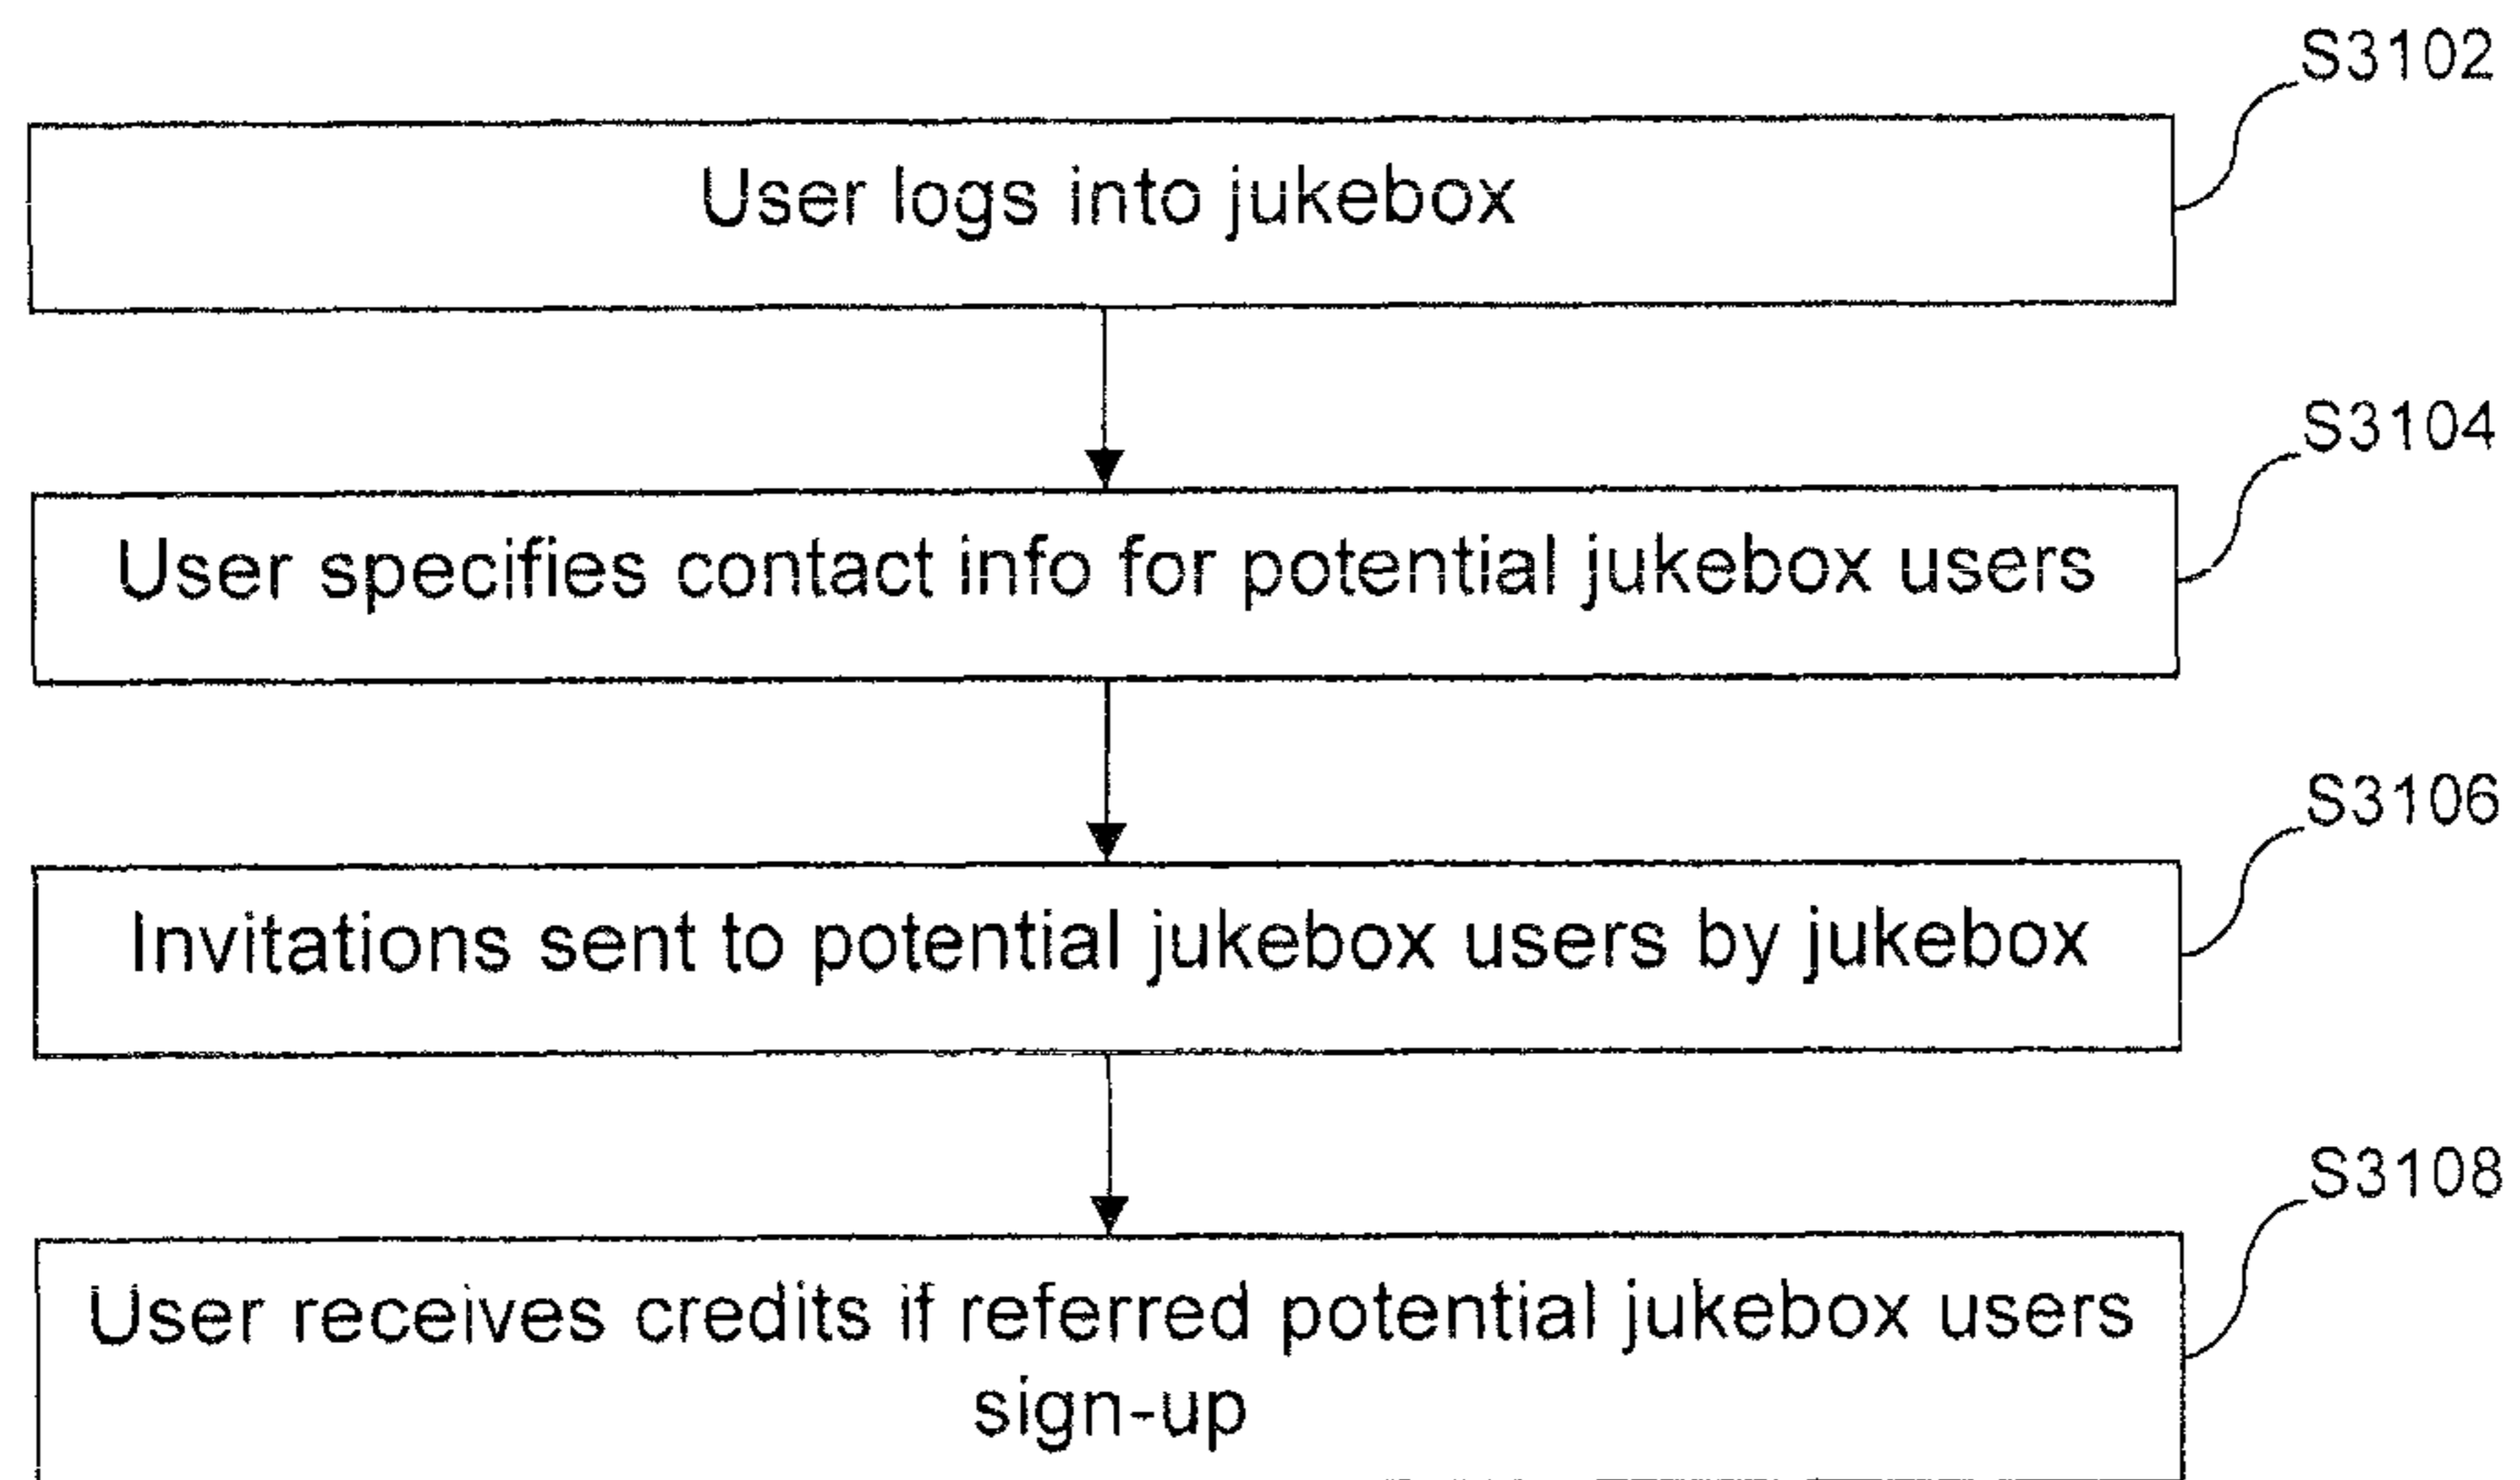 S3102
User logs into jukebox
S3104
User specifies contact info for potential jukebox users
S3106
Invitations sent to potential jukebox users by jukebox
S3108
User receives credits if referred potential jukebox users
sign-up